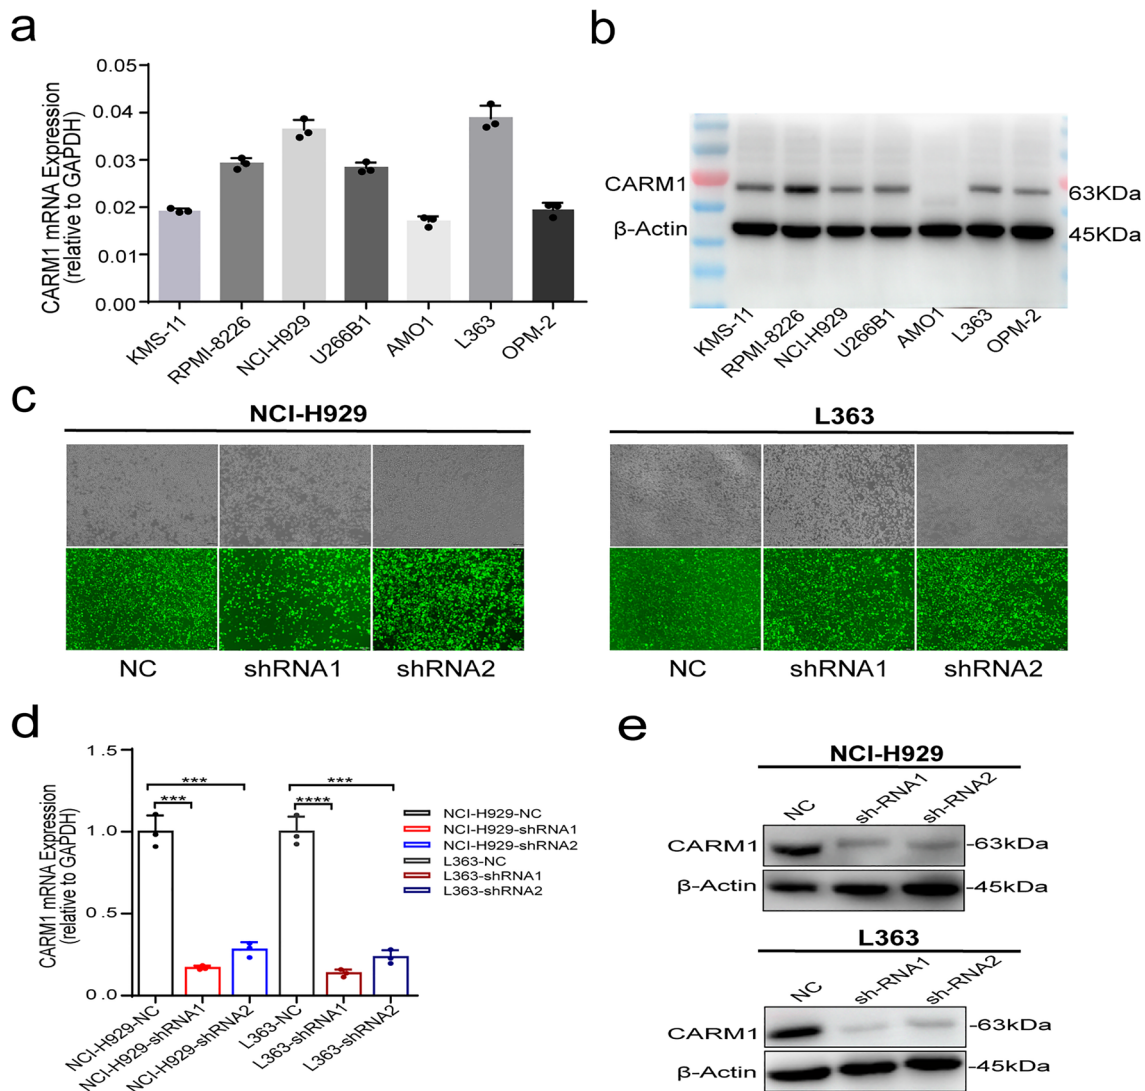 a
CARM1 mRNA Expression
(relative to GAPDH)
0.05
0.04
0.03
0.02
0.01
0.00
KMS-11
RPMI-8226
NCI-H929
U266B1
AMO1
L363
OPM-2
b
CARM1
β-Actin
63KDa
45KDa
KMS-11
RPMI-8226
NCI-H929
U266B1
AMO1
L363
OPM-2
c
NCI-H929
NC
shRNA1
shRNA2
L363
NC
shRNA1
shRNA2
d
CARM1 mRNA Expression
(relative to GAPDH)
1.5
1.0
0.5
0.0
***
***
****
***
NCI-H929-NC
NCI-H929-shRNA1
NCI-H929-shRNA2
L363-NC
L363-shRNA1
L363-shRNA2
NCI-H929-NC
NCI-H929-shRNA1
NCI-H929-shRNA2
L363-NC
L363-shRNA1
L363-shRNA2
e
NCI-H929
NC
sh-RNA1
sh-RNA2
CARM1
-63kDa
β-Actin
-45kDa
L363
NC
sh-RNA1
sh-RNA2
CARM1
-63kDa
β-Actin
-45kDa